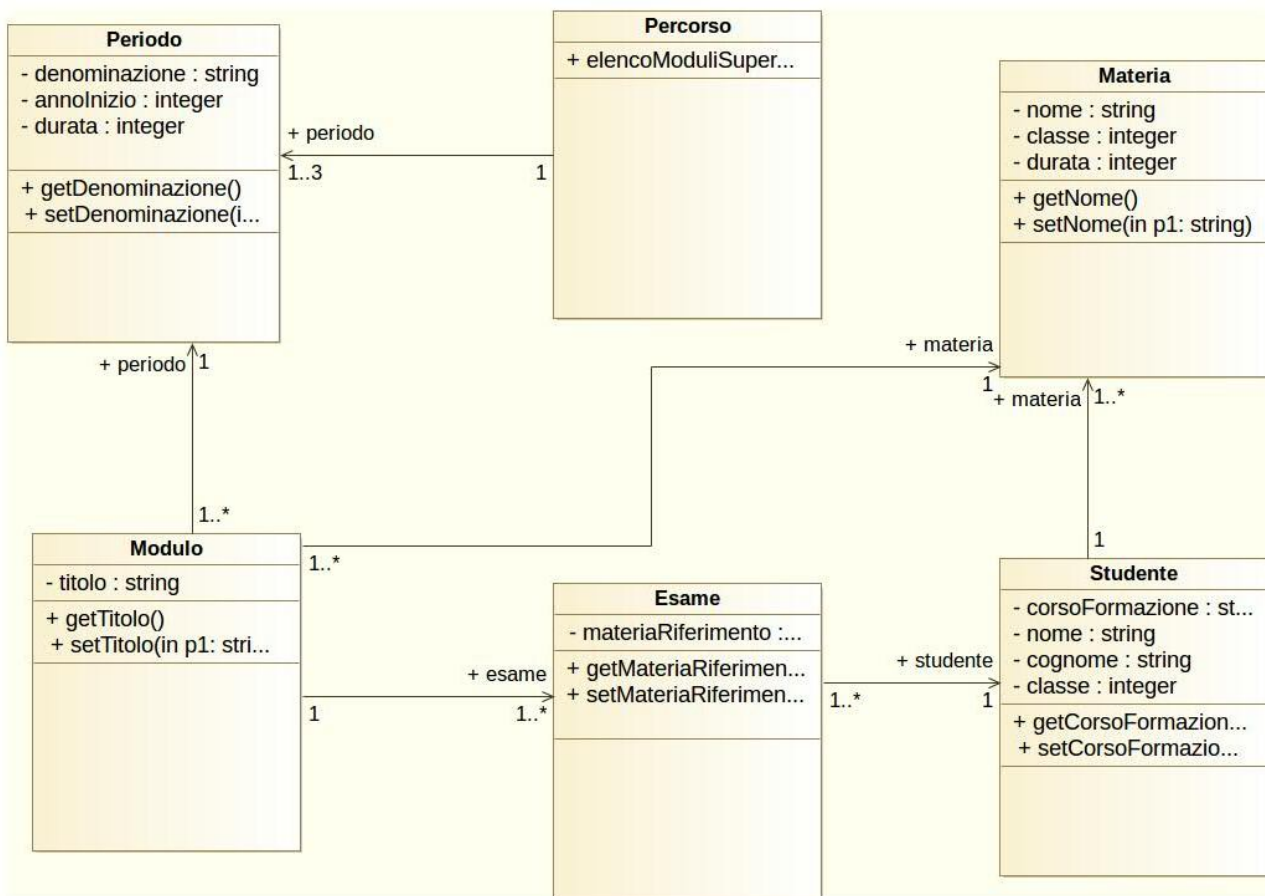 Periodo
- denominazione : string
- annoInizio : integer
- durata : integer
+ getDenominazione()
+ setDenominazione(i...
Percorso
+ elencoModuliSuper...
Materia
- nome : string
- classe : integer
- durata : integer
+ getNome()
+ setNome(in p1: string)
+ periodo
1..3
1
+ periodo
1
1..*
+ materia
1
1..*
+ materia
1..*
1
Modulo
- titolo : string
+ getTitolo()
+ setTitolo(in p1: stri...
+ esame
1
1..*
Esame
- materiaRiferimento :...
+ getMateriaRiferimen...
+ setMateriaRiferimen...
+ studente
1..*
1
Studente
- corsoFormazione : st...
- nome : string
- cognome : string
- classe : integer
+ getCorsoFormazion...
+ setCorsoFormazio...